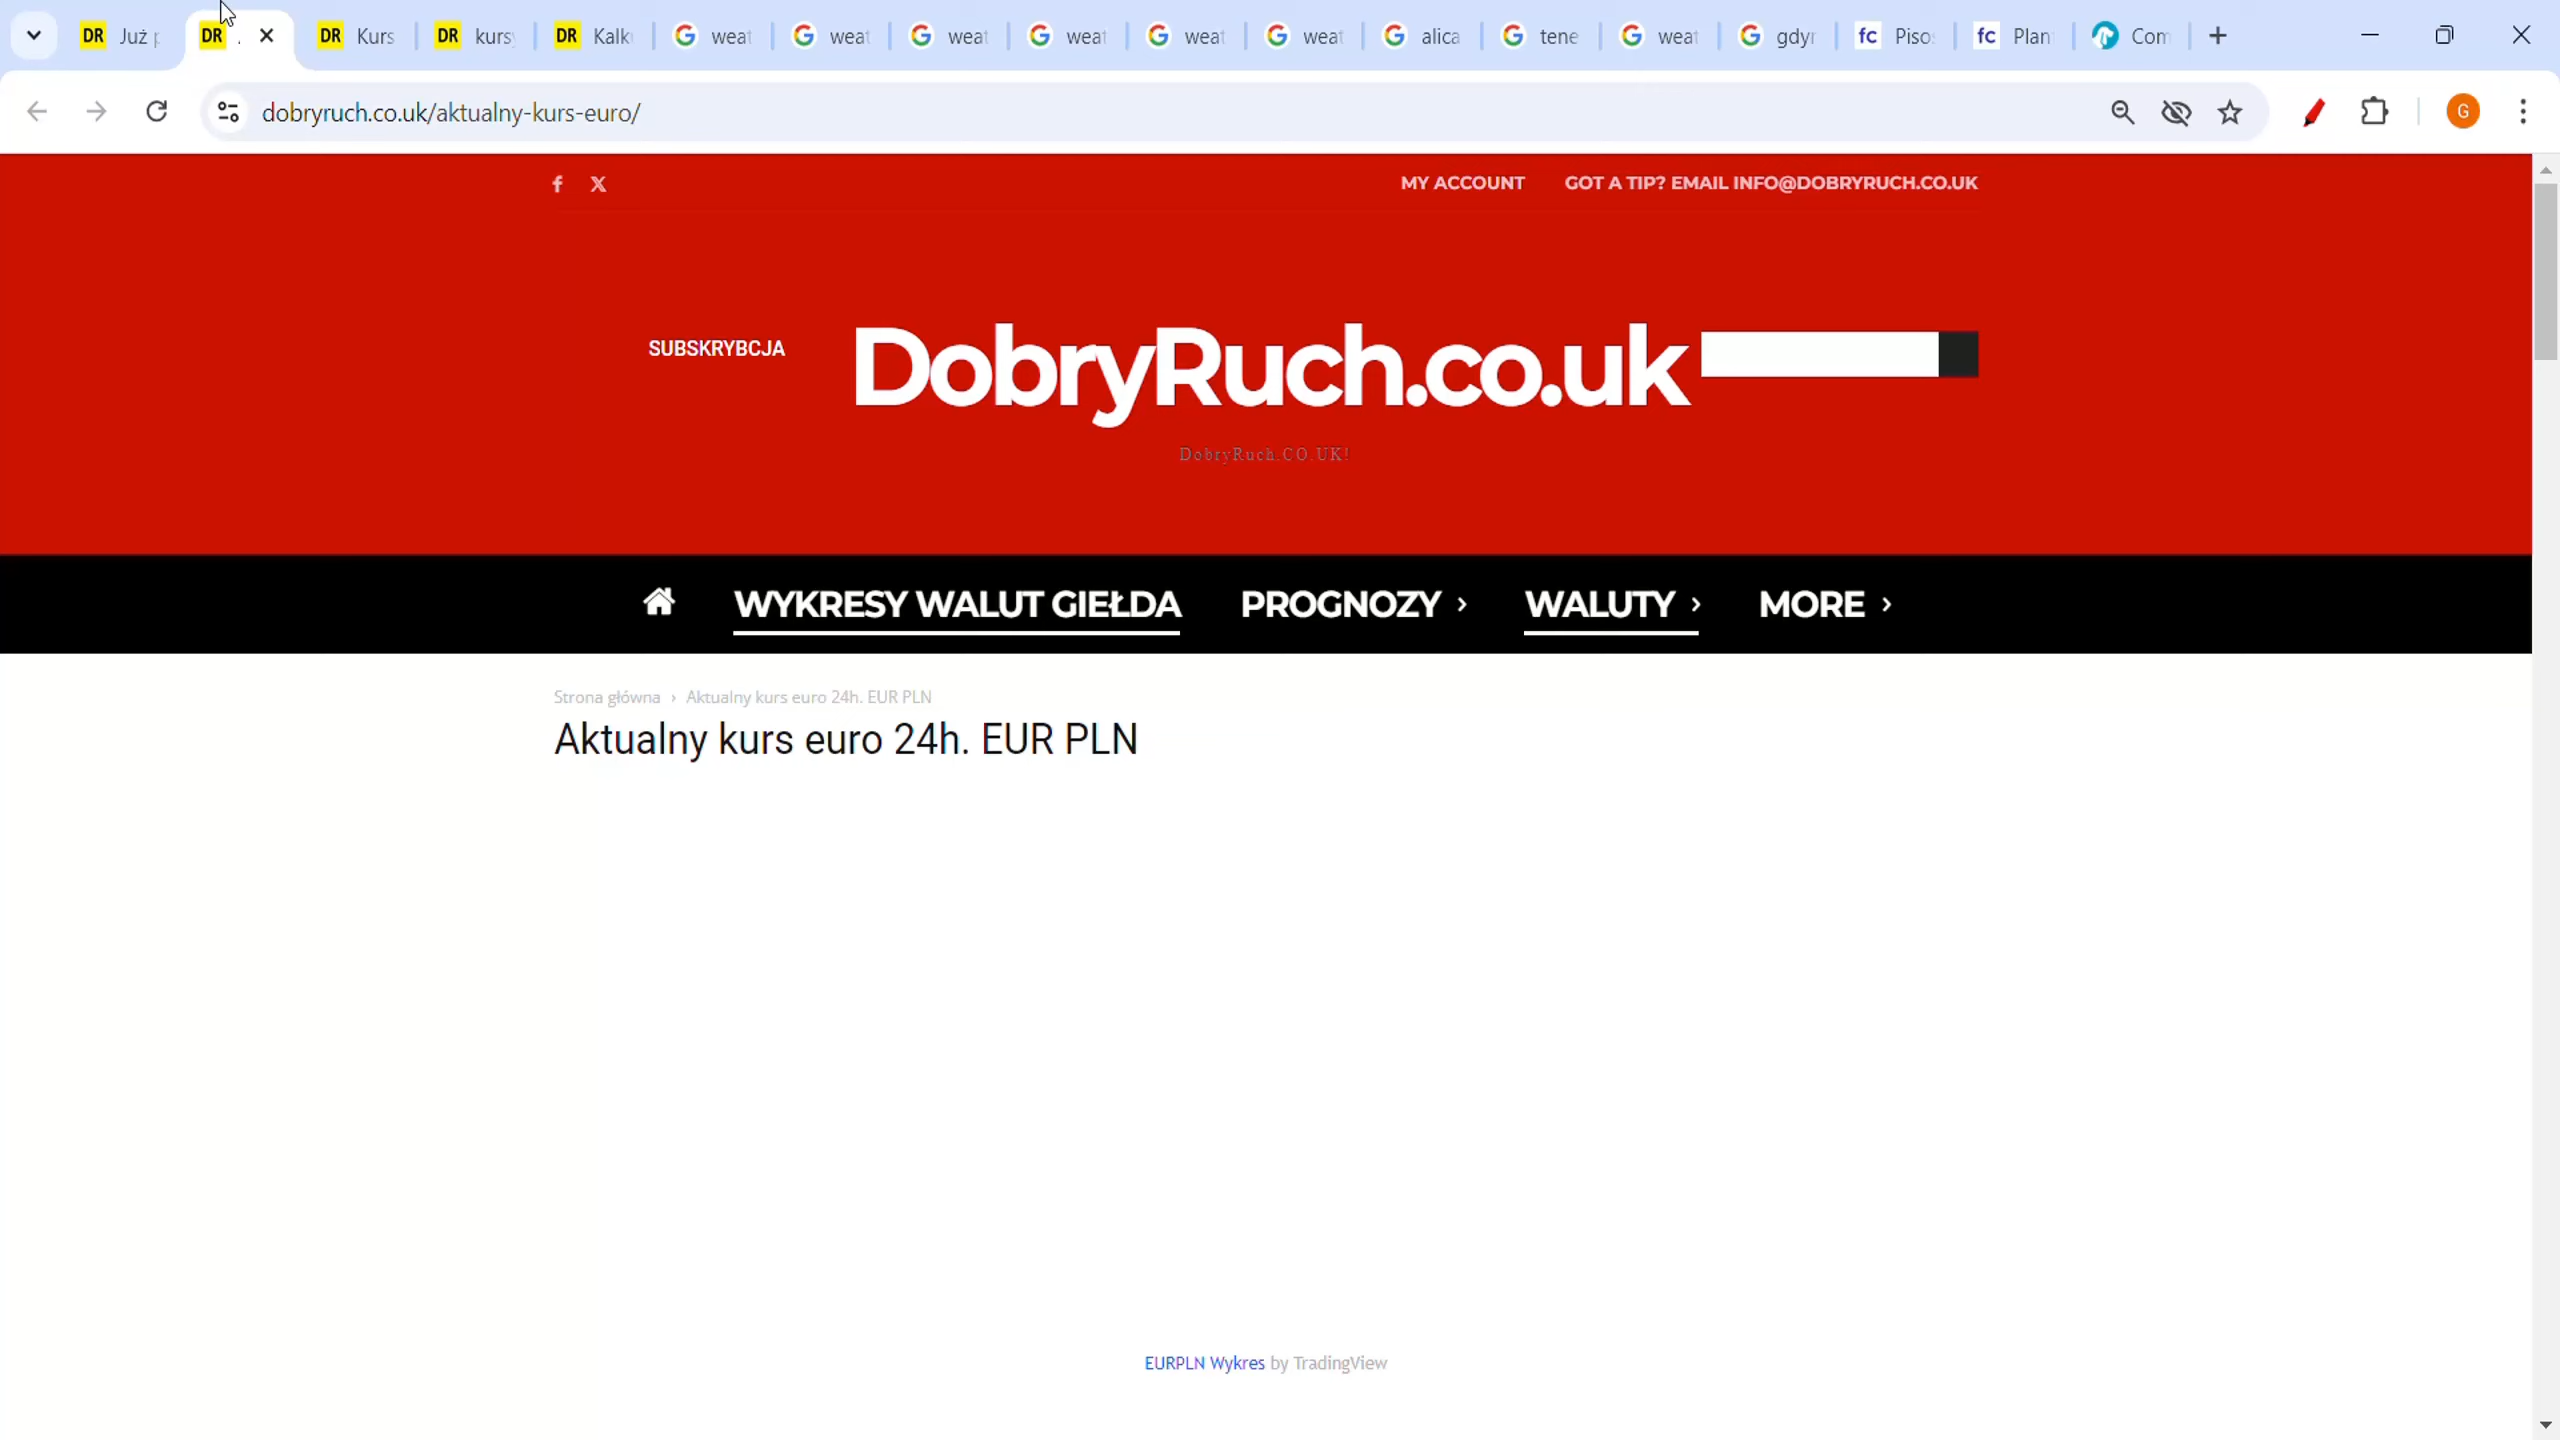 DR Już
DR
DR Kurs
DR kursy
DR Kalk
weat
weat
weat
weat
weat
weat
alica
tene
weat
gdyn
fc Piso
fc Plan
Com
dobryruch.co.uk/aktualny-kurs-euro/
G
MY ACCOUNT
GOT A TIP? EMAIL INFO@DOBRYRUCH.CO.UK
SUBSKRYBCJA
DobryRuch.co.uk
DobryRuch.CO.UK!
WYKRESY WALUT GIEŁDA
PROGNOZY ›
WALUTY ›
MORE ›
Strona główna › Aktualny kurs euro 24h. EUR PLN
Aktualny kurs euro 24h. EUR PLN
EURPLN Wykres by TradingView